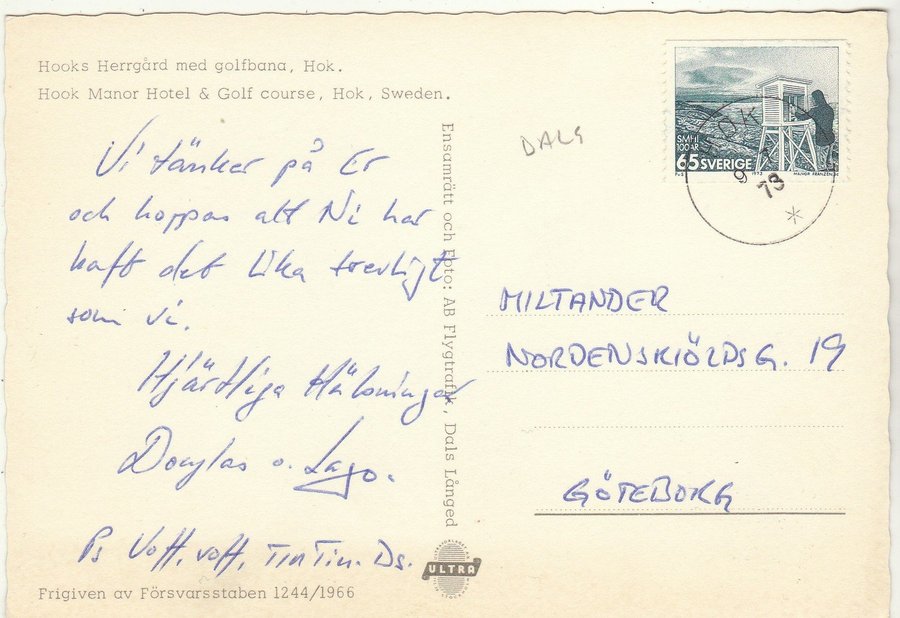 Hooks Herrgård med golfbana, Hok.
Hook Manor Hotel & Golf course, Hok, Sweden.
Vi tänker på Er
och hoppas att Ni har
haft det lika trevligt
som vi.
Hjärtliga Hälsningar
Douglas o.
Ps Voff, voff, TinTin. Ds.
Frigiven av Försvarsstaben 1244/1966
Ensamrätt och Foto: AB Flygtrafik, Dals Långed
ULTRA
DALS
SMHI
100 ÅR
65 SVERIGE
1973
HOK
9 73
MILTANDER
NORDENSKIÖLDSG. 19
GÖTEBORG